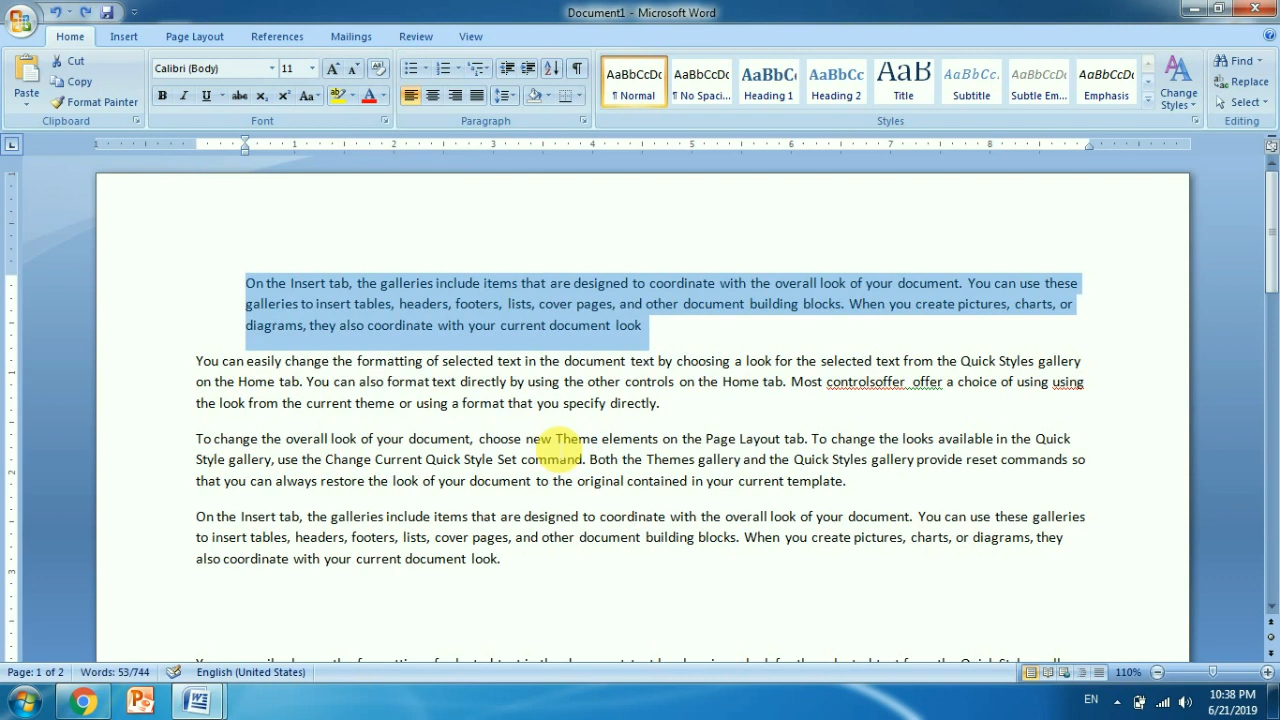 Document1 - Microsoft Word
Home Insert Page Layout References Mailings Review View
Paste Cut Copy Format Painter
Clipboard
Calibri (Body) 11
B I U abc x₂ x² Aa
Font
Paragraph
AaBbCcDc AaBbCcDc AaBbC AaBbCc AaB AaBbCc. AaBbCcDc AaBbCcDc
¶ Normal ¶ No Spaci... Heading 1 Heading 2 Title Subtitle Subtle Em... Emphasis
Change Styles
Styles
Find Replace Select
Editing
1 1 2 3 4 5 6 7 8
On the Insert tab, the galleries include items that are designed to coordinate with the overall look of your document. You can use these
galleries to insert tables, headers, footers, lists, cover pages, and other document building blocks. When you create pictures, charts, or
diagrams, they also coordinate with your current document look
You can easily change the formatting of selected text in the document text by choosing a look for the selected text from the Quick Styles gallery
on the Home tab. You can also format text directly by using the other controls on the Home tab. Most controlsoffer offer a choice of using using
the look from the current theme or using a format that you specify directly.
To change the overall look of your document, choose new Theme elements on the Page Layout tab. To change the looks available in the Quick
Style gallery, use the Change Current Quick Style Set command. Both the Themes gallery and the Quick Styles gallery provide reset commands so
that you can always restore the look of your document to the original contained in your current template.
On the Insert tab, the galleries include items that are designed to coordinate with the overall look of your document. You can use these galleries
to insert tables, headers, footers, lists, cover pages, and other document building blocks. When you create pictures, charts, or diagrams, they
also coordinate with your current document look.
Page: 1 of 2 Words: 53/744 English (United States) 110%
EN 10:38 PM
6/21/2019